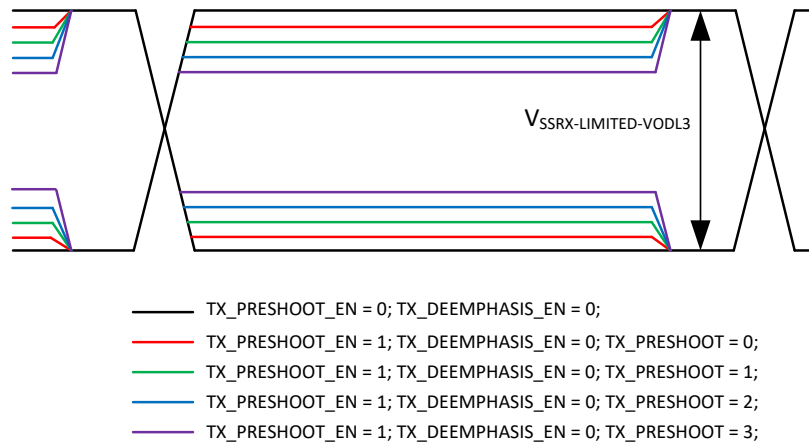 VSSRX-LIMITED-VODL3
TX_PRESHOOT_EN = 0; TX_DEEMPHASIS_EN = 0;
TX_PRESHOOT_EN = 1; TX_DEEMPHASIS_EN = 0; TX_PRESHOOT = 0;
TX_PRESHOOT_EN = 1; TX_DEEMPHASIS_EN = 0; TX_PRESHOOT = 1;
TX_PRESHOOT_EN = 1; TX_DEEMPHASIS_EN = 0; TX_PRESHOOT = 2;
TX_PRESHOOT_EN = 1; TX_DEEMPHASIS_EN = 0; TX_PRESHOOT = 3;